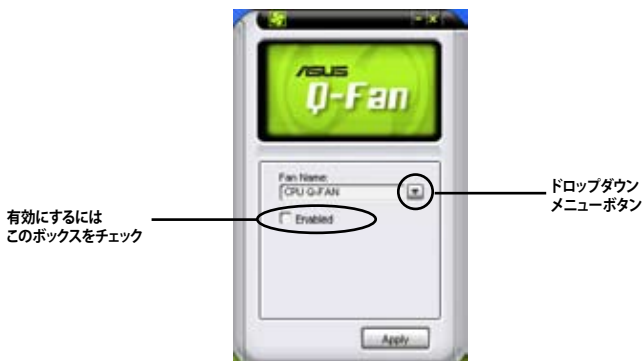 ASUS
Q-Fan
Fan Name:
CPU Q-FAN
ドロップダウン
メニューボタン
有効にするには
このボックスをチェック
Enabled
Apply